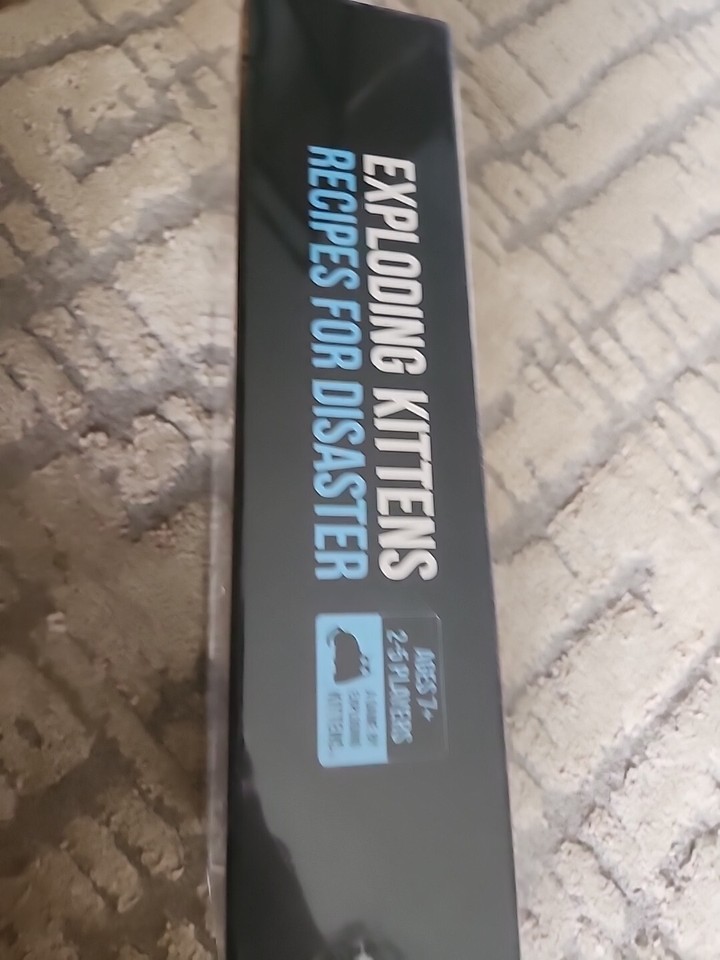 EXPLODING KITTENS
RECIPES FOR DISASTER
AGES 7+
2-5 PLAYERS
A GAME BY
EXPLODING
KITTENS